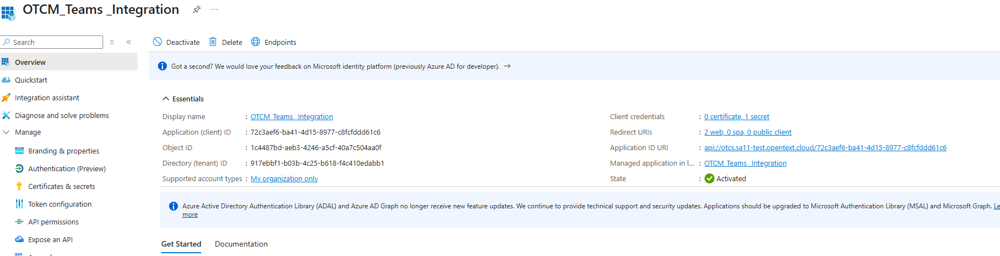 OTCM_Teams _Integration
Search
Deactivate
Delete
Endpoints
Overview
Quickstart
Integration assistant
Diagnose and solve problems
Manage
Branding & properties
Authentication (Preview)
Certificates & secrets
Token configuration
API permissions
Expose an API
Got a second? We would love your feedback on Microsoft identity platform (previously Azure AD for developer).
Essentials
Display name : OTCM_Teams _Integration
Application (client) ID : 72c3aef6-ba41-4d15-8977-c8fcfddd61c6
Object ID : 1c4487bd-aeb3-4246-a5cf-40a7c504aa0f
Directory (tenant) ID : 917ebbf1-b03b-4c25-b618-f4c410edabb1
Supported account types : My organization only
Client credentials : 0 certificate, 1 secret
Redirect URIs : 2 web, 0 spa, 0 public client
Application ID URI : api://otcs.sa11-test.opentext.cloud/72c3aef6-ba41-4d15-8977-c8fcfddd61c6
Managed application in l... : OTCM_Teams _Integration
State : Activated
Azure Active Directory Authentication Library (ADAL) and Azure AD Graph no longer receive new feature updates. We continue to provide technical support and security updates. Applications should be upgraded to Microsoft Authentication Library (MSAL) and Microsoft Graph. Le
more
Get Started
Documentation